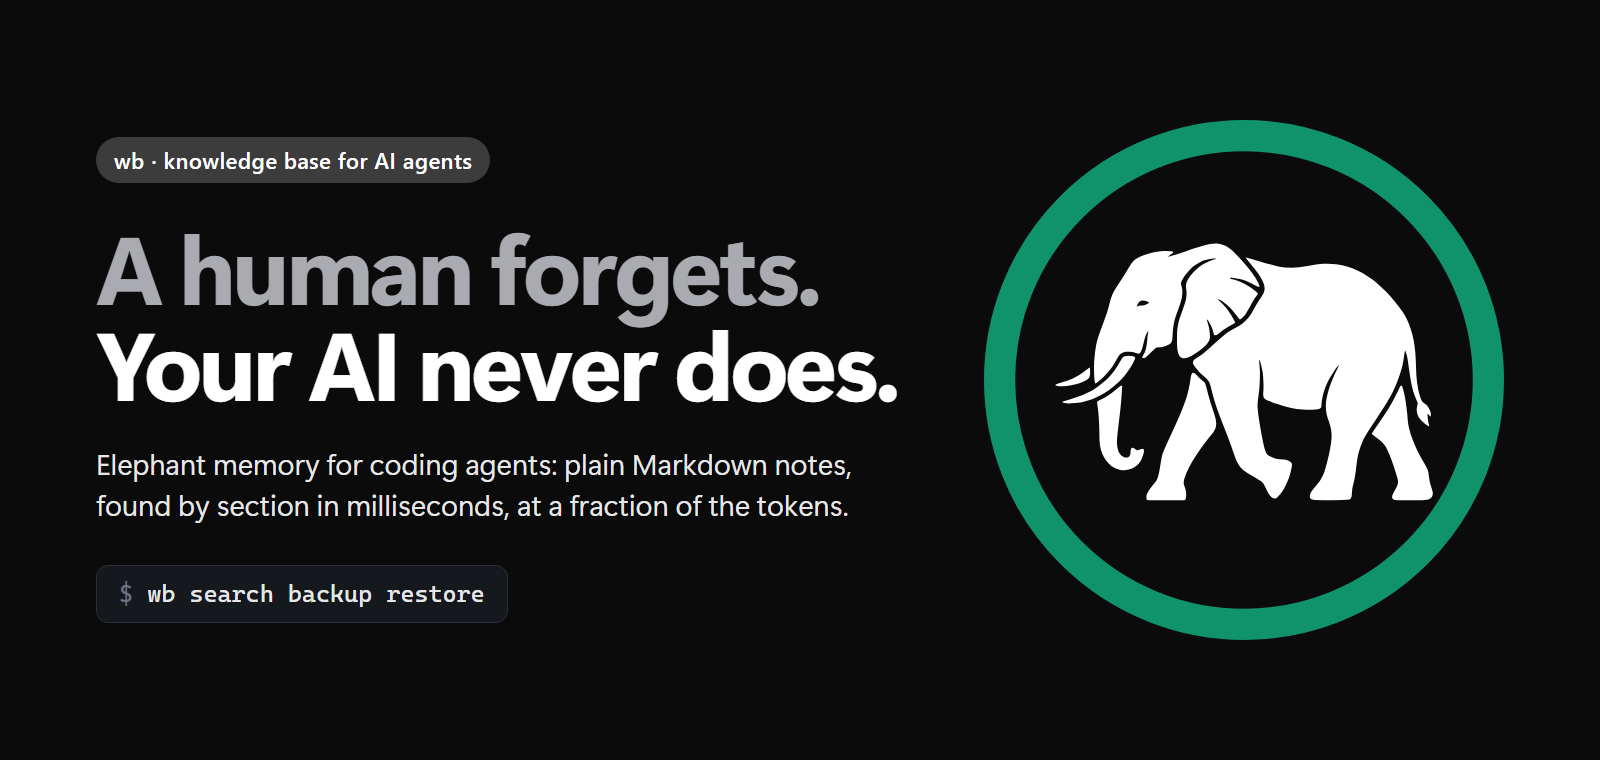 wb · knowledge base for AI agents
A human forgets.
Your AI never does.
Elephant memory for coding agents: plain Markdown notes,
found by section in milliseconds, at a fraction of the tokens.
$ wb search backup restore